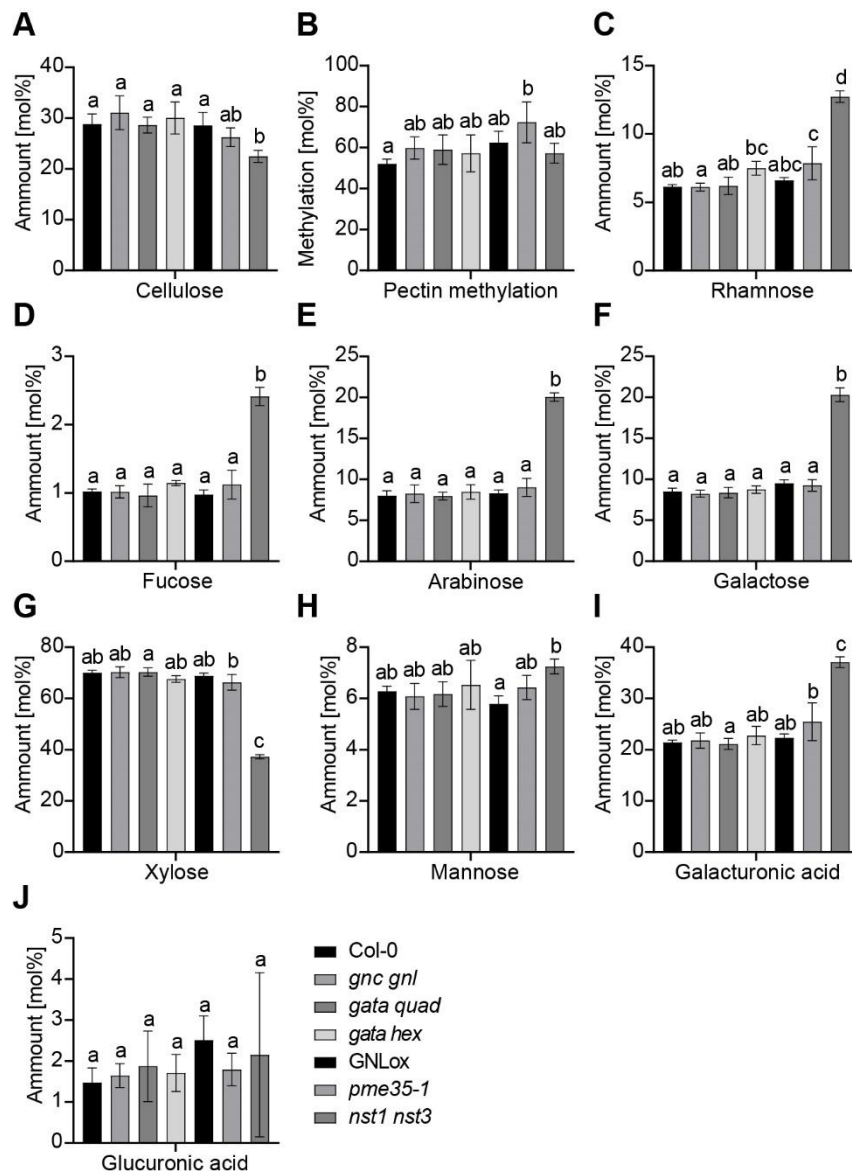 A
Ammount [mol%]
40
30
20
10
0
a a a a a ab b
Cellulose
B
Methylation [mol%]
100
80
60
40
20
0
a ab ab ab ab b ab
Pectin methylation
C
Ammount [mol%]
15
10
5
0
ab a ab bc abc c d
Rhamnose
D
Ammount [mol%]
3
2
1
0
a a a a a a b
Fucose
E
Ammount [mol%]
25
20
15
10
5
0
a a a a a a b
Arabinose
F
Ammount [mol%]
25
20
15
10
5
0
a a a a a a b
Galactose
G
Ammount [mol%]
80
60
40
20
0
ab ab a ab ab b c
Xylose
H
Ammount [mol%]
8
6
4
2
0
ab ab ab ab a ab b
Mannose
I
Ammount [mol%]
40
30
20
10
0
ab ab a ab ab b c
Galacturonic acid
J
Ammount [mol%]
5
4
3
2
1
0
a a a a a a a
Glucuronic acid
Col-0
gnc gnl
gata quad
gata hex
GNLox
pme35-1
nst1 nst3